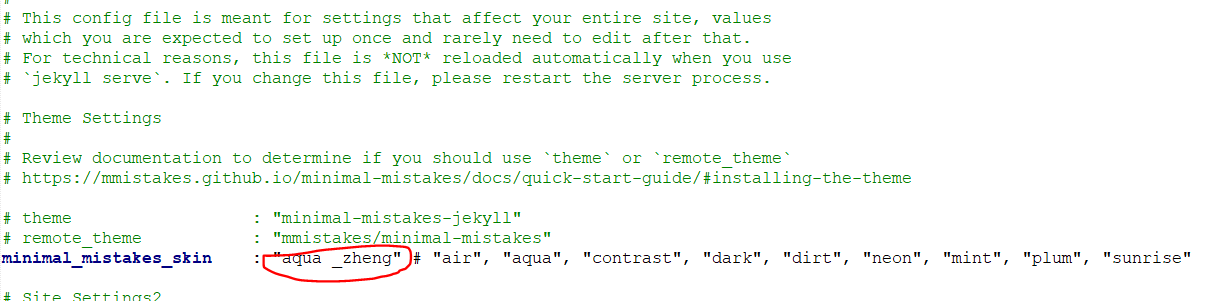 #
# This config file is meant for settings that affect your entire site, values
# which you are expected to set up once and rarely need to edit after that.
# For technical reasons, this file is *NOT* reloaded automatically when you use
# `jekyll serve`. If you change this file, please restart the server process.
# Theme Settings
#
# Review documentation to determine if you should use `theme` or `remote_theme`
# https://mmistakes.github.io/minimal-mistakes/docs/quick-start-guide/#installing-the-theme
# theme : "minimal-mistakes-jekyll"
# remote_theme : "mmistakes/minimal-mistakes"
minimal_mistakes_skin : "aqua _zheng" # "air", "aqua", "contrast", "dark", "dirt", "neon", "mint", "plum", "sunrise"
# Site Settings2